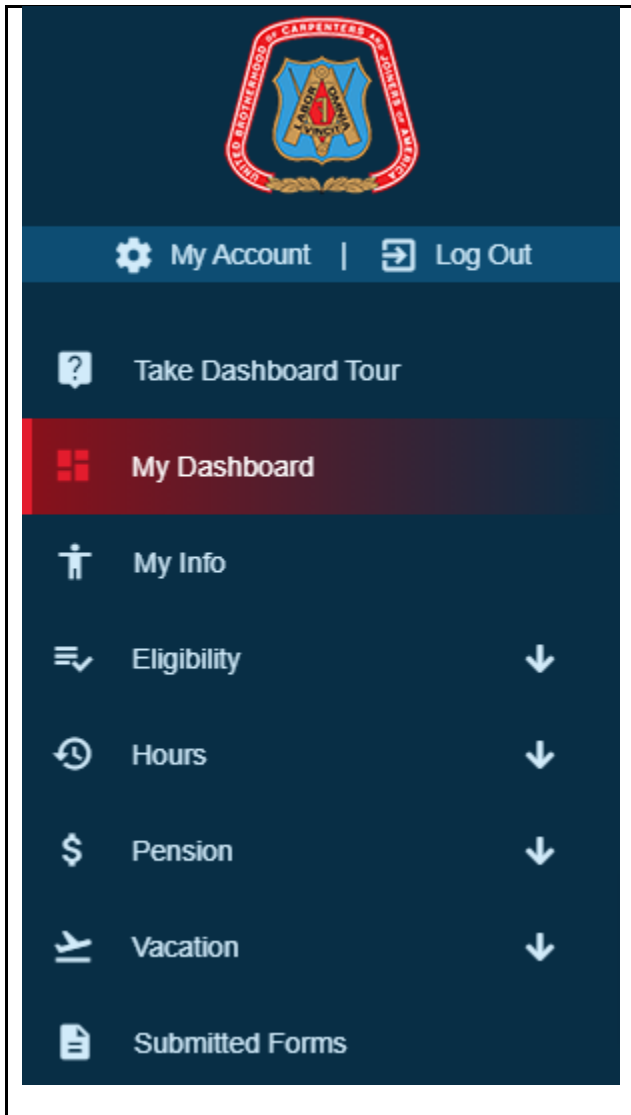 UNITED BROTHERHOOD OF CARPENTERS AND JOINERS OF AMERICA
LABOR OMNIA VINCIT
My Account | Log Out
Take Dashboard Tour
My Dashboard
My Info
Eligibility
Hours
Pension
Vacation
Submitted Forms